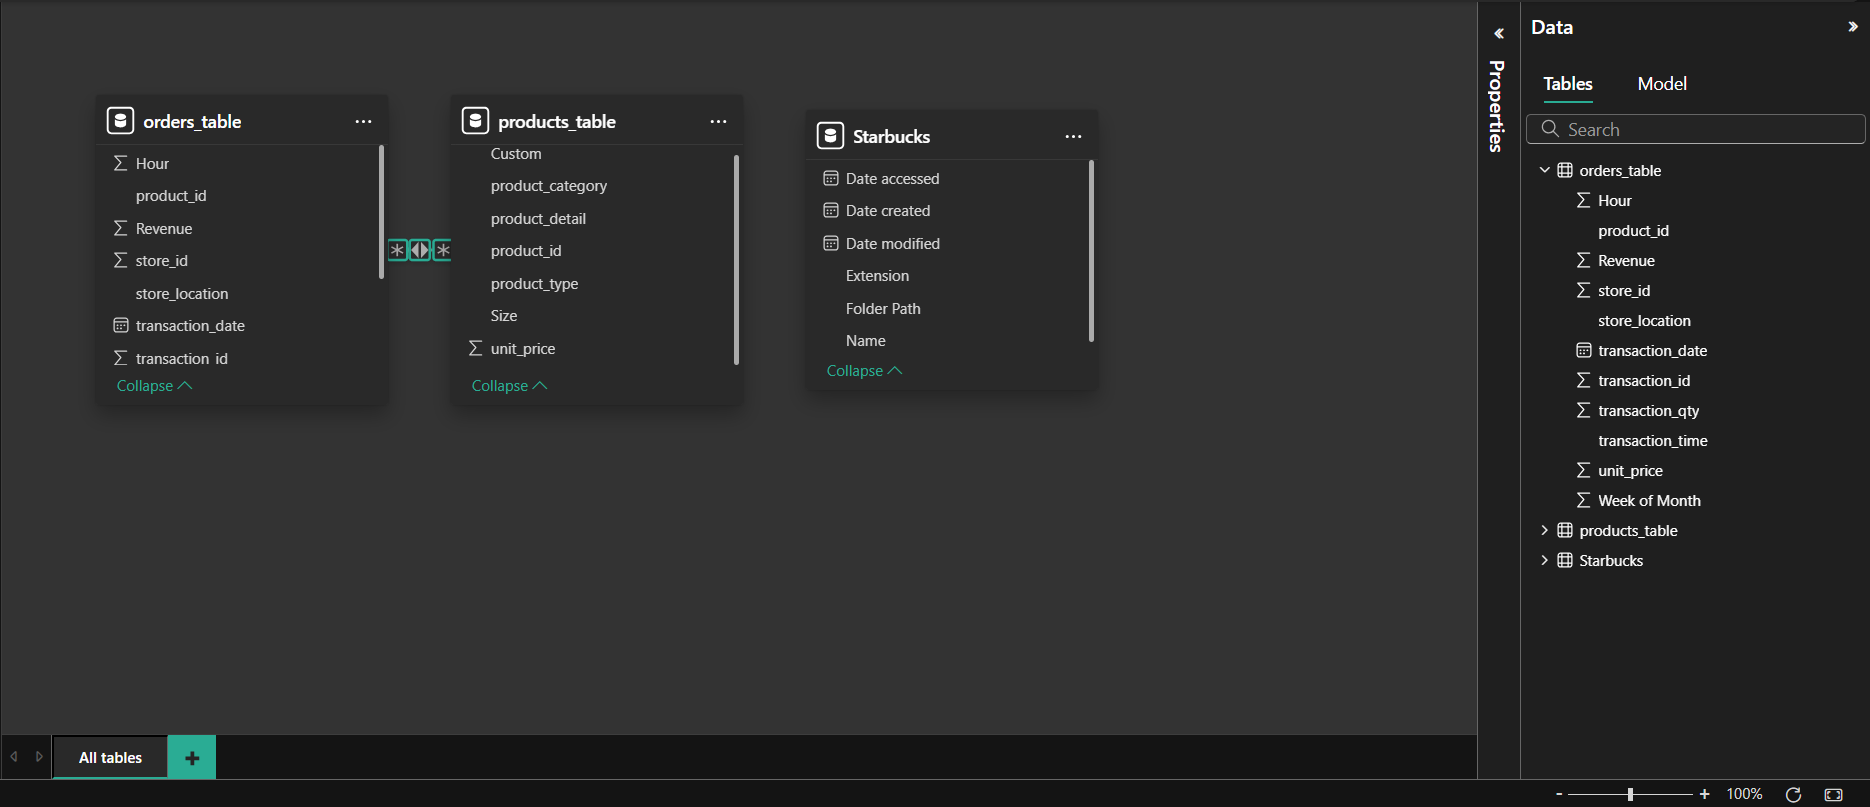 orders_table
Hour
product_id
Revenue
store_id
store_location
transaction_date
transaction_id
Collapse
products_table
Custom
product_category
product_detail
product_id
product_type
Size
unit_price
Collapse
Starbucks
Date accessed
Date created
Date modified
Extension
Folder Path
Name
Collapse
Properties
Data
Tables Model
Search
orders_table
Hour
product_id
Revenue
store_id
store_location
transaction_date
transaction_id
transaction_qty
transaction_time
unit_price
Week of Month
products_table
Starbucks
All tables
100%